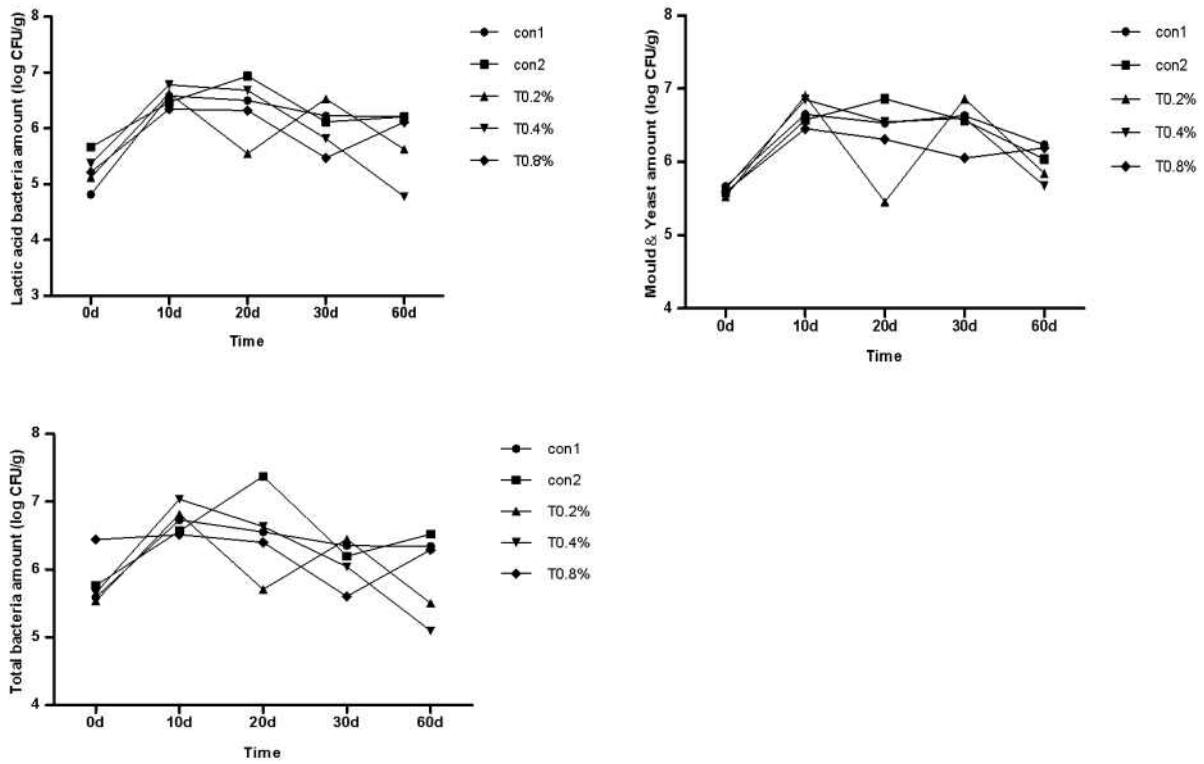 Lactic acid bacteria amount (log CFU/g)
8
7
6
5
4
3
0d 10d 20d 30d 60d
Time
con1
con2
T0.2%
T0.4%
T0.8%
Mould& Yeast amount (log CFU/g)
8
7
6
5
4
0d 10d 20d 30d 60d
Time
con1
con2
T0.2%
T0.4%
T0.8%
Total bacteria amount (log CFU/g)
8
7
6
5
4
0d 10d 20d 30d 60d
Time
con1
con2
T0.2%
T0.4%
T0.8%